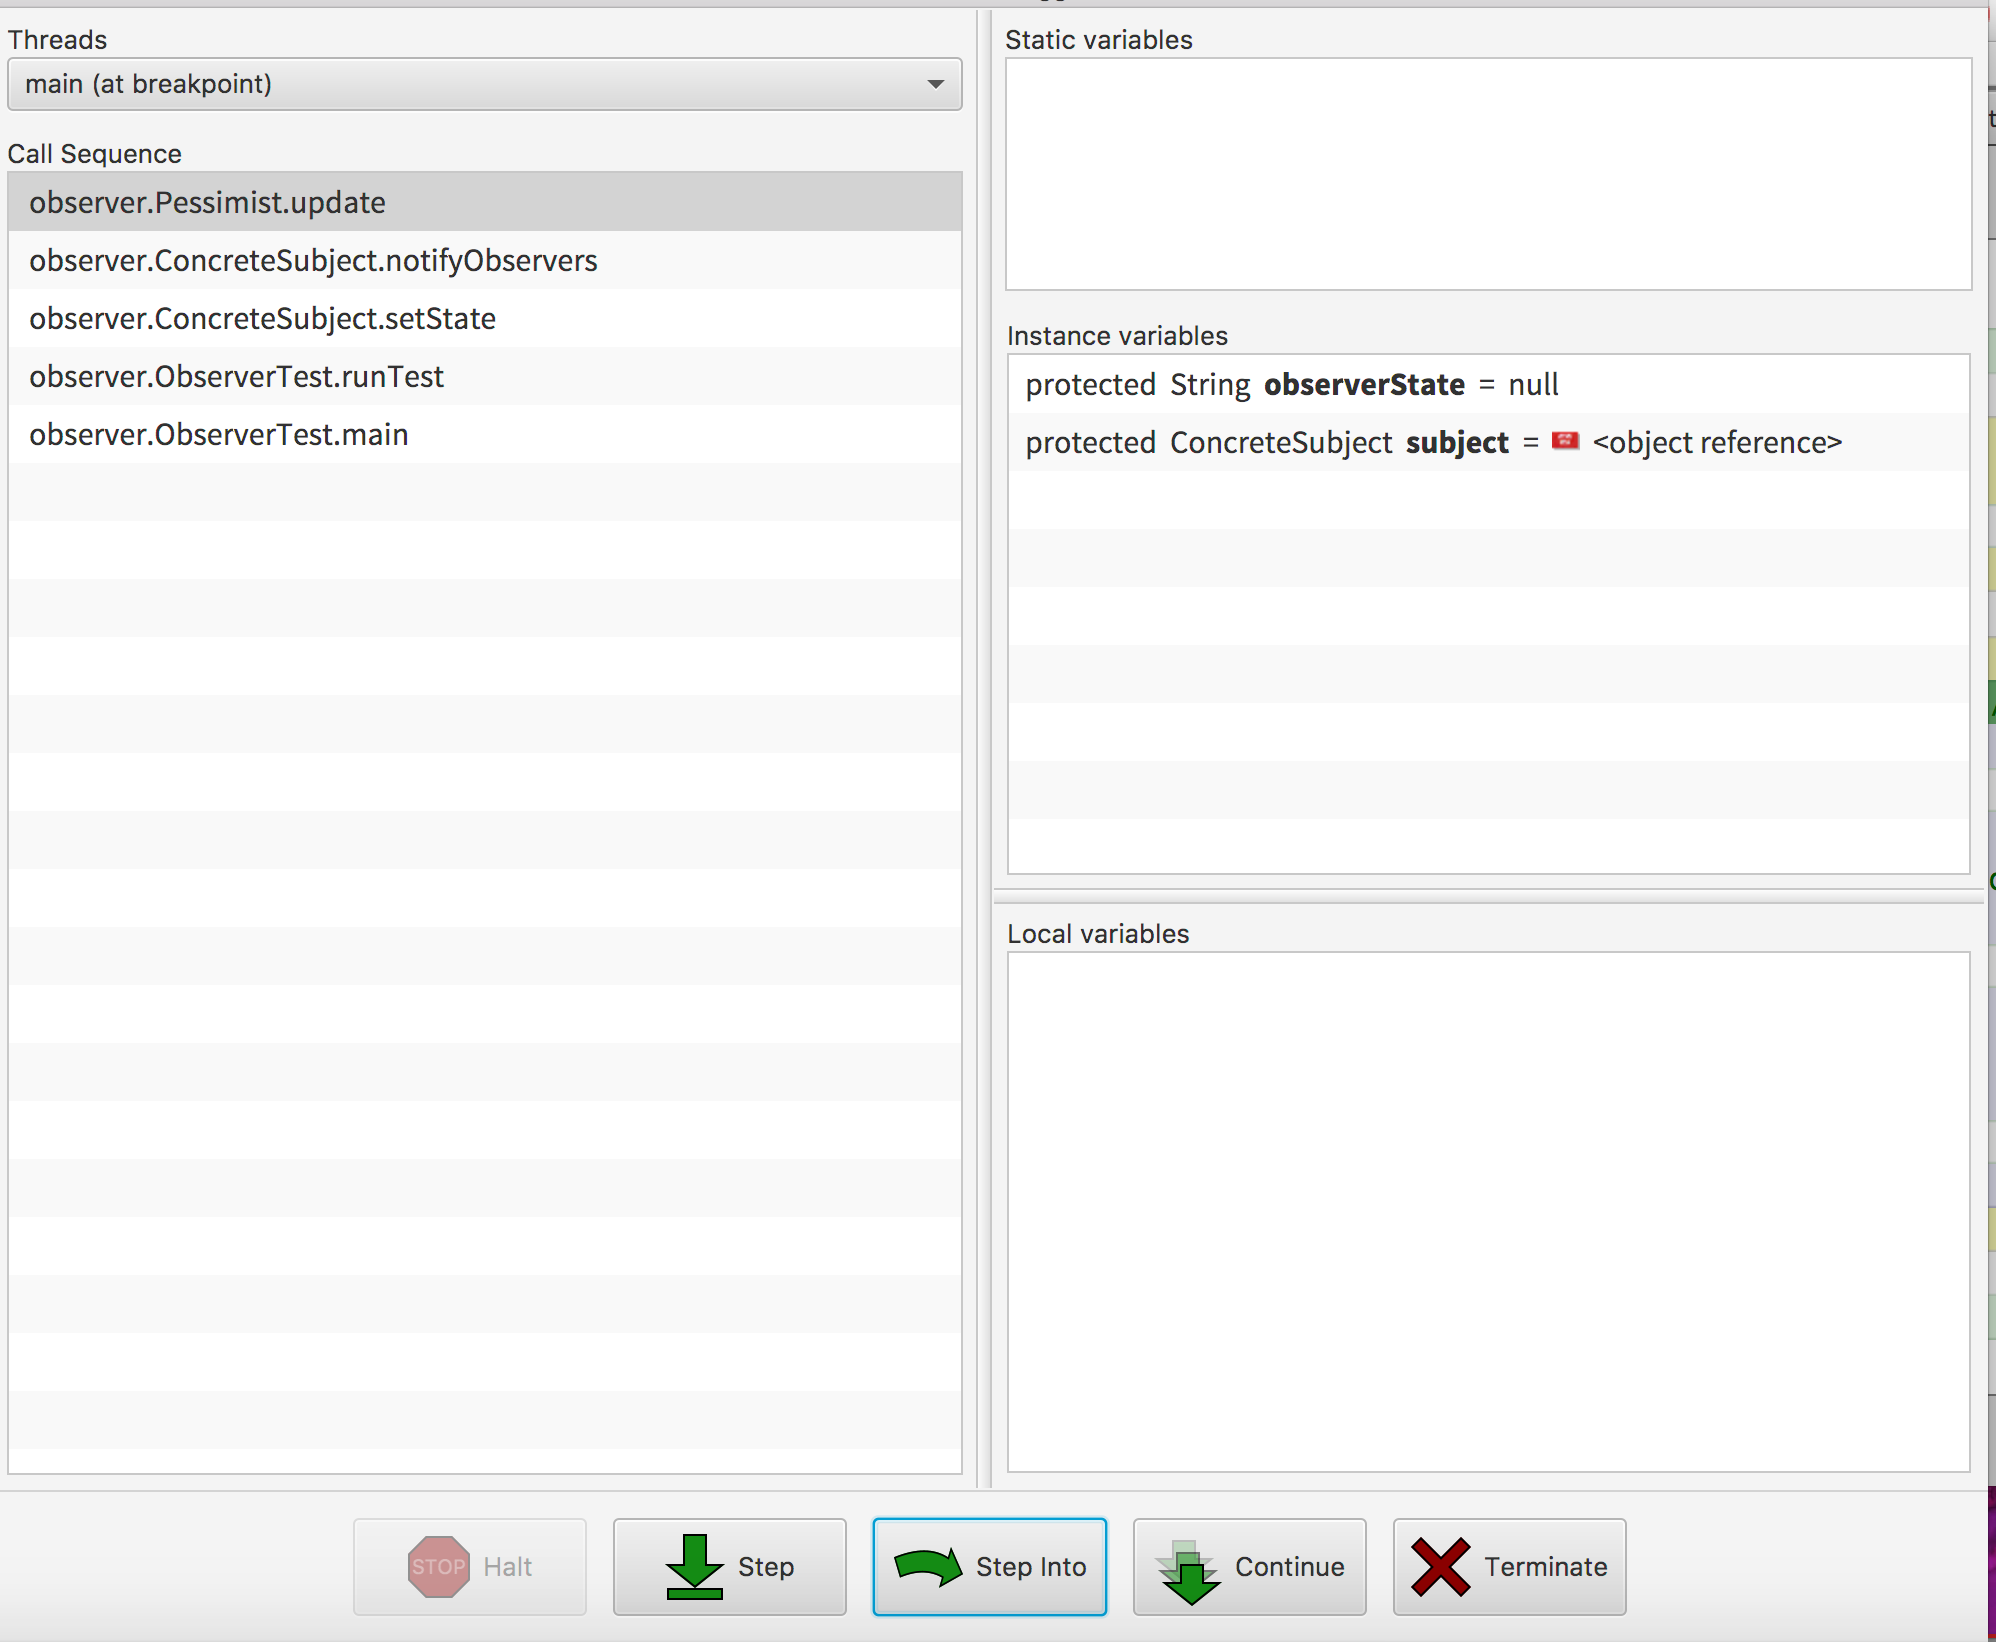 Threads
main (at breakpoint)
Call Sequence
observer.Pessimist.update
observer.ConcreteSubject.notifyObservers
observer.ConcreteSubject.setState
observer.ObserverTest.runTest
observer.ObserverTest.main
Static variables
Instance variables
protected String observerState = null
protected ConcreteSubject subject = <object reference>
Local variables
STOP Halt
Step
Step Into
Continue
Terminate